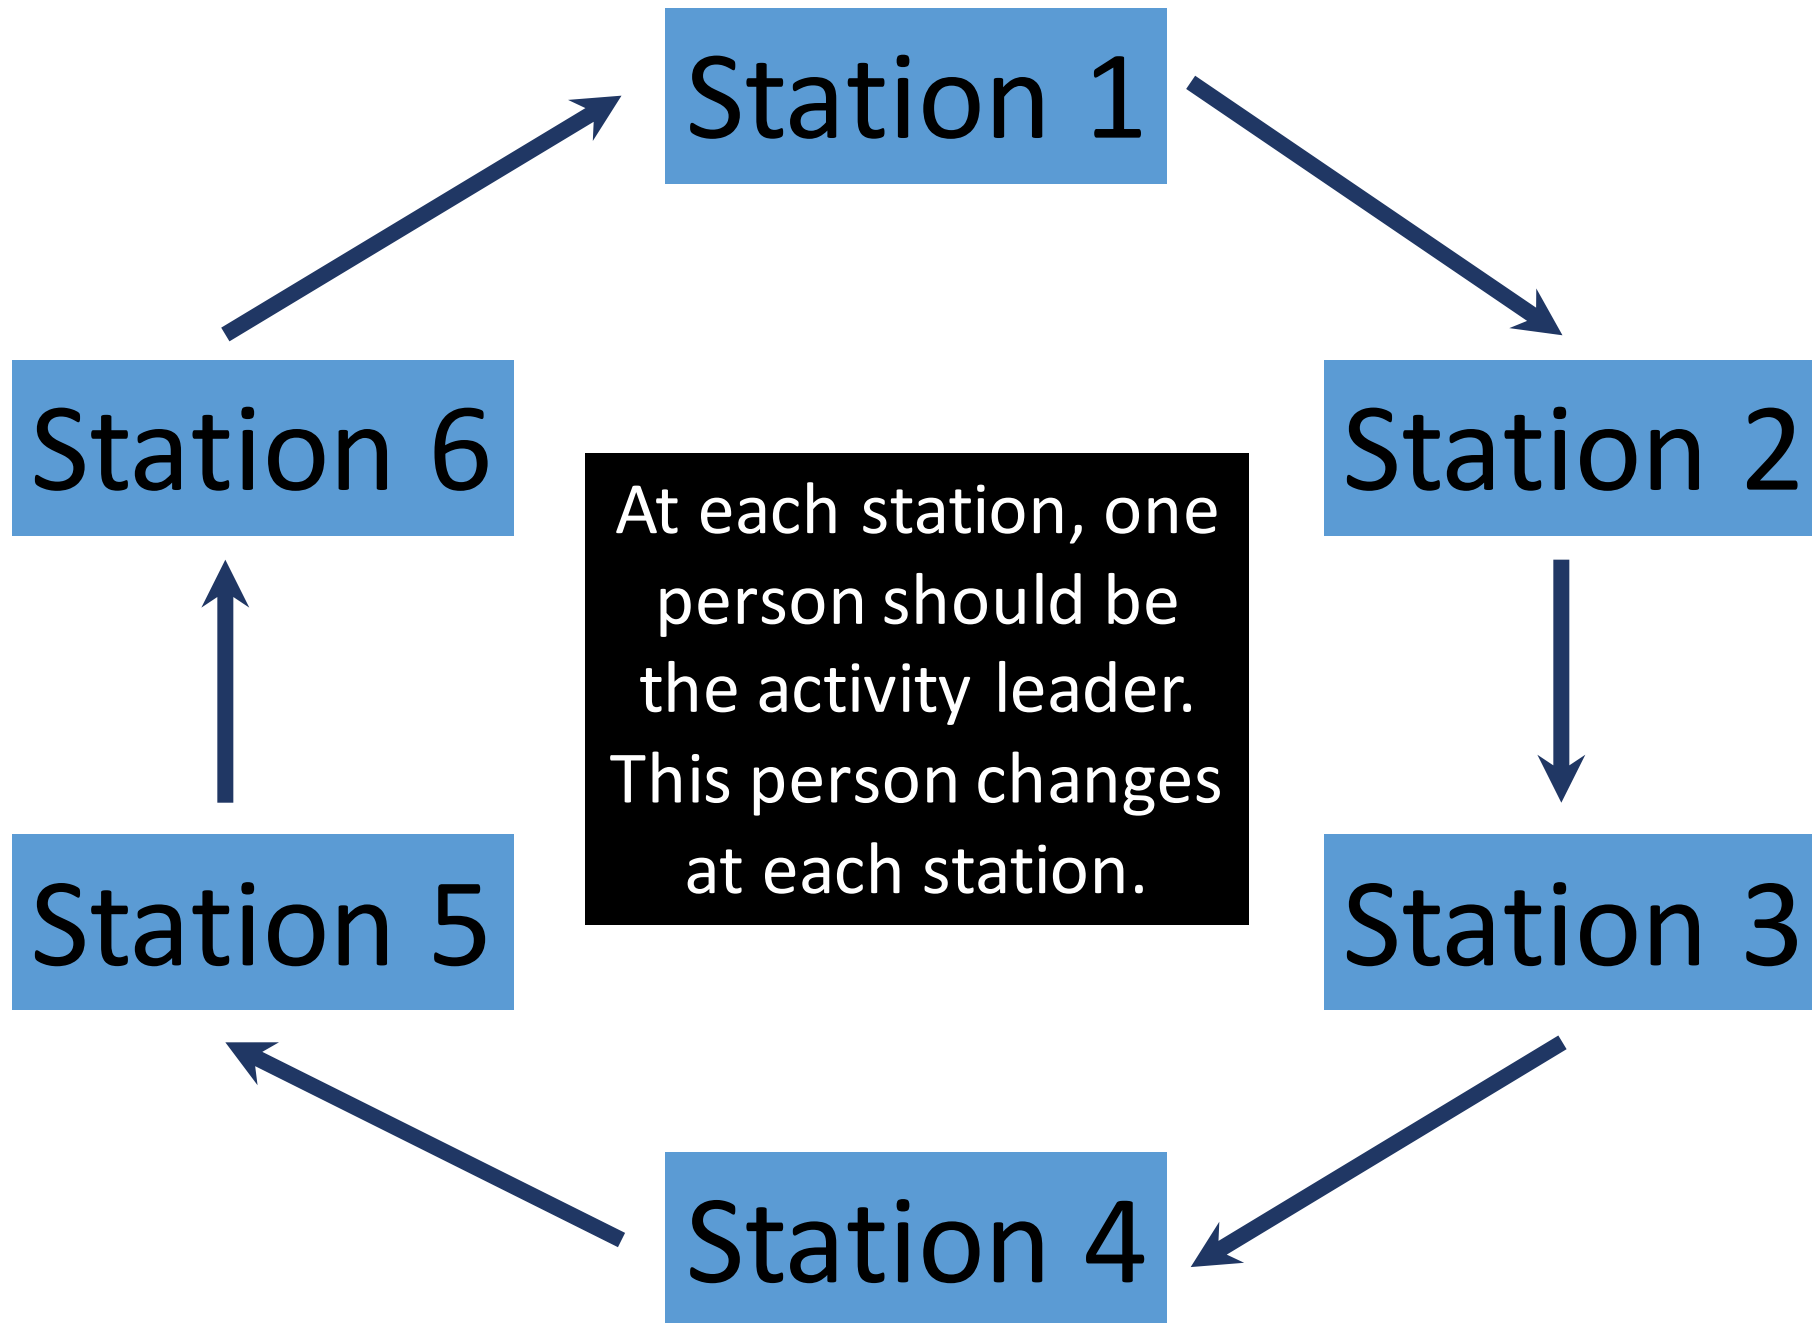 Station 1
Station 6
Station 2
At each station, one
person should be
the activity leader.
This person changes
at each station.
Station 5
Station 3
Station 4